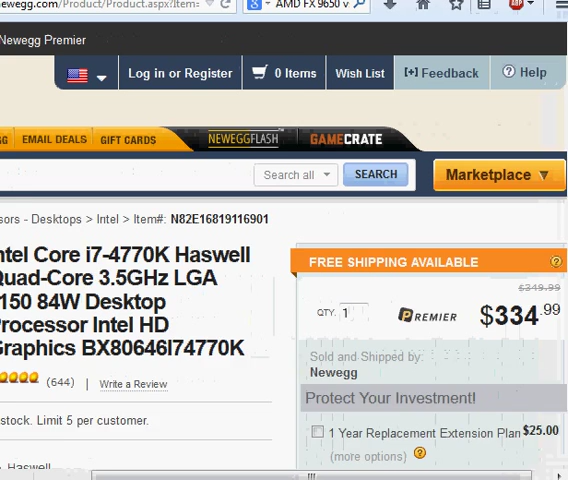 newegg.com/Product/Product.aspx?Item=
AMD FX 9650 v
ABP
Newegg Premier
Log in or Register
0 Items
Wish List
[+] Feedback
? Help
GG
EMAIL DEALS
GIFT CARDS
NEWEGGFLASH
GAMECRATE
Search all
SEARCH
Marketplace
sors - Desktops > Intel > Item#: N82E16819116901
ntel Core i7-4770K Haswell
Quad-Core 3.5GHz LGA
1150 84W Desktop
Processor Intel HD
Graphics BX80646I74770K
(644) | Write a Review
stock. Limit 5 per customer.
Haswell
FREE SHIPPING AVAILABLE ?
$349.99
QTY. 1
PREMIER
$334.99
Sold and Shipped by:
Newegg
Protect Your Investment!
1 Year Replacement Extension Plan $25.00
(more options) ?